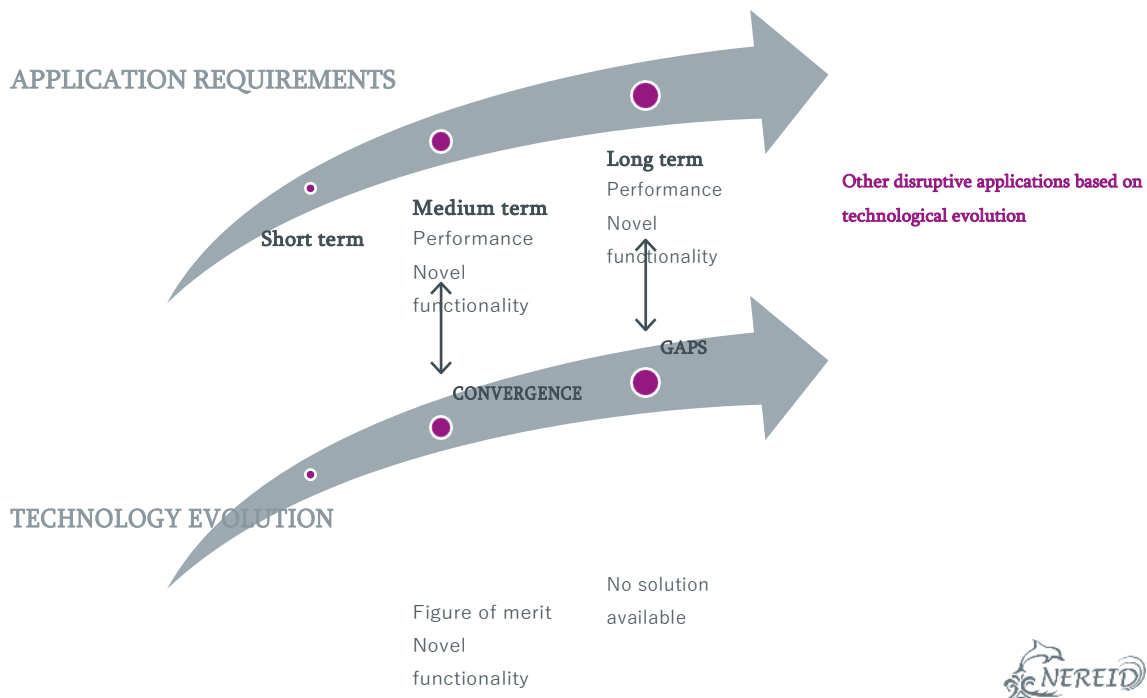 APPLICATION REQUIREMENTS
Short term
Medium term
Performance
Novel
functionality
Long term
Performance
Novel
functionality
Other disruptive applications based on
technological evolution
CONVERGENCE
GAPS
TECHNOLOGY EVOLUTION
Figure of merit
Novel
functionality
No solution
available
NEREID